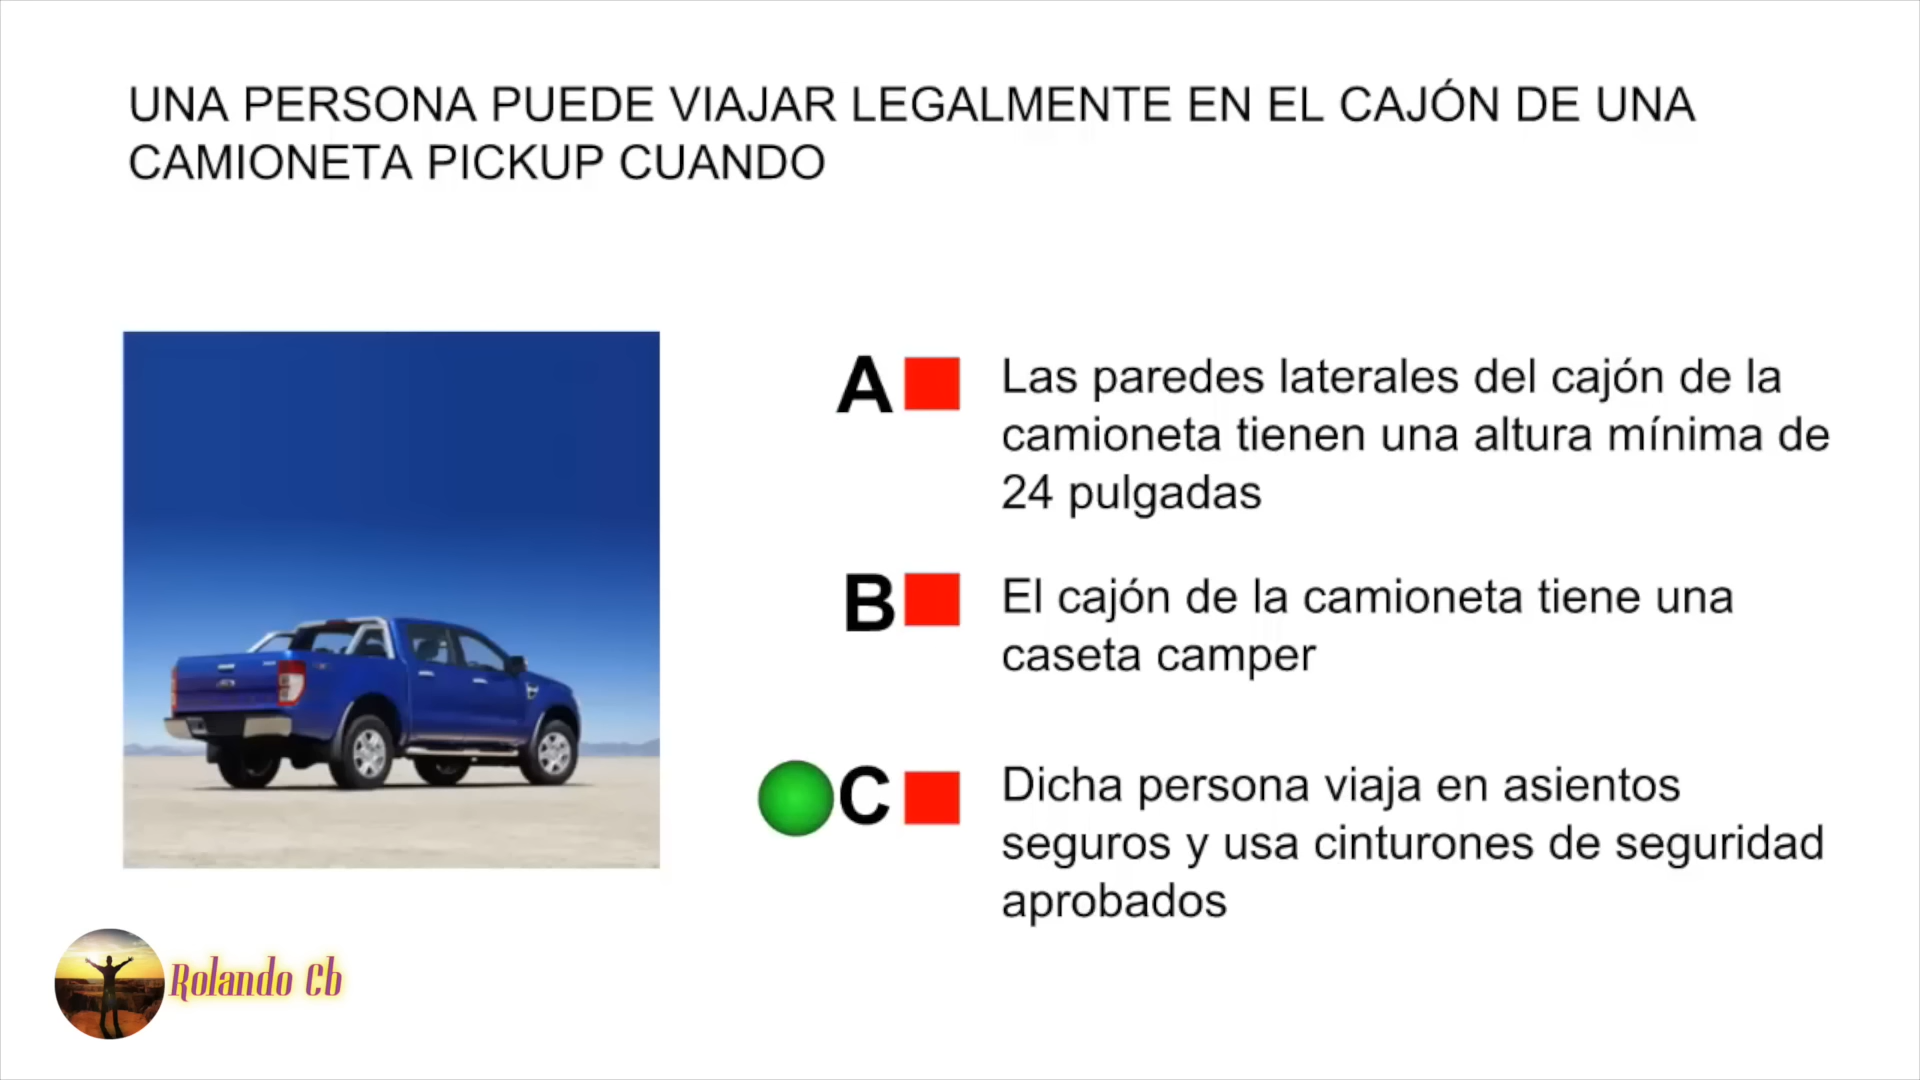 UNA PERSONA PUEDE VIAJAR LEGALMENTE EN EL CAJÓN DE UNA
CAMIONETA PICKUP CUANDO
A Las paredes laterales del cajón de la
camioneta tienen una altura mínima de
24 pulgadas
B El cajón de la camioneta tiene una
caseta camper
C Dicha persona viaja en asientos
seguros y usa cinturones de seguridad
aprobados
Rolando Cb